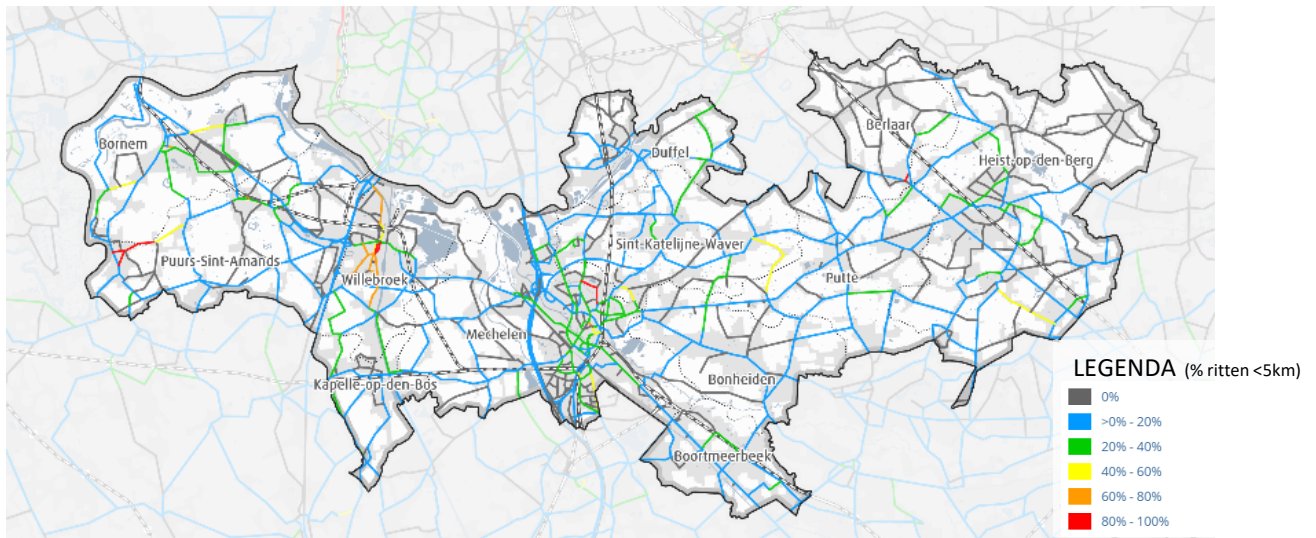 Bornem
Berlaar
Duffel
Heist-op-den-Berg
Sint-Katelijne-Waver
Puurs-Sint-Amands
Willebroek
Putte
Mechelen
Kapelle-op-den-Bos
Bonheiden
Boortmeerbeek
LEGENDA (% ritten <5km)
0%
>0% - 20%
20% - 40%
40% - 60%
60% - 80%
80% - 100%